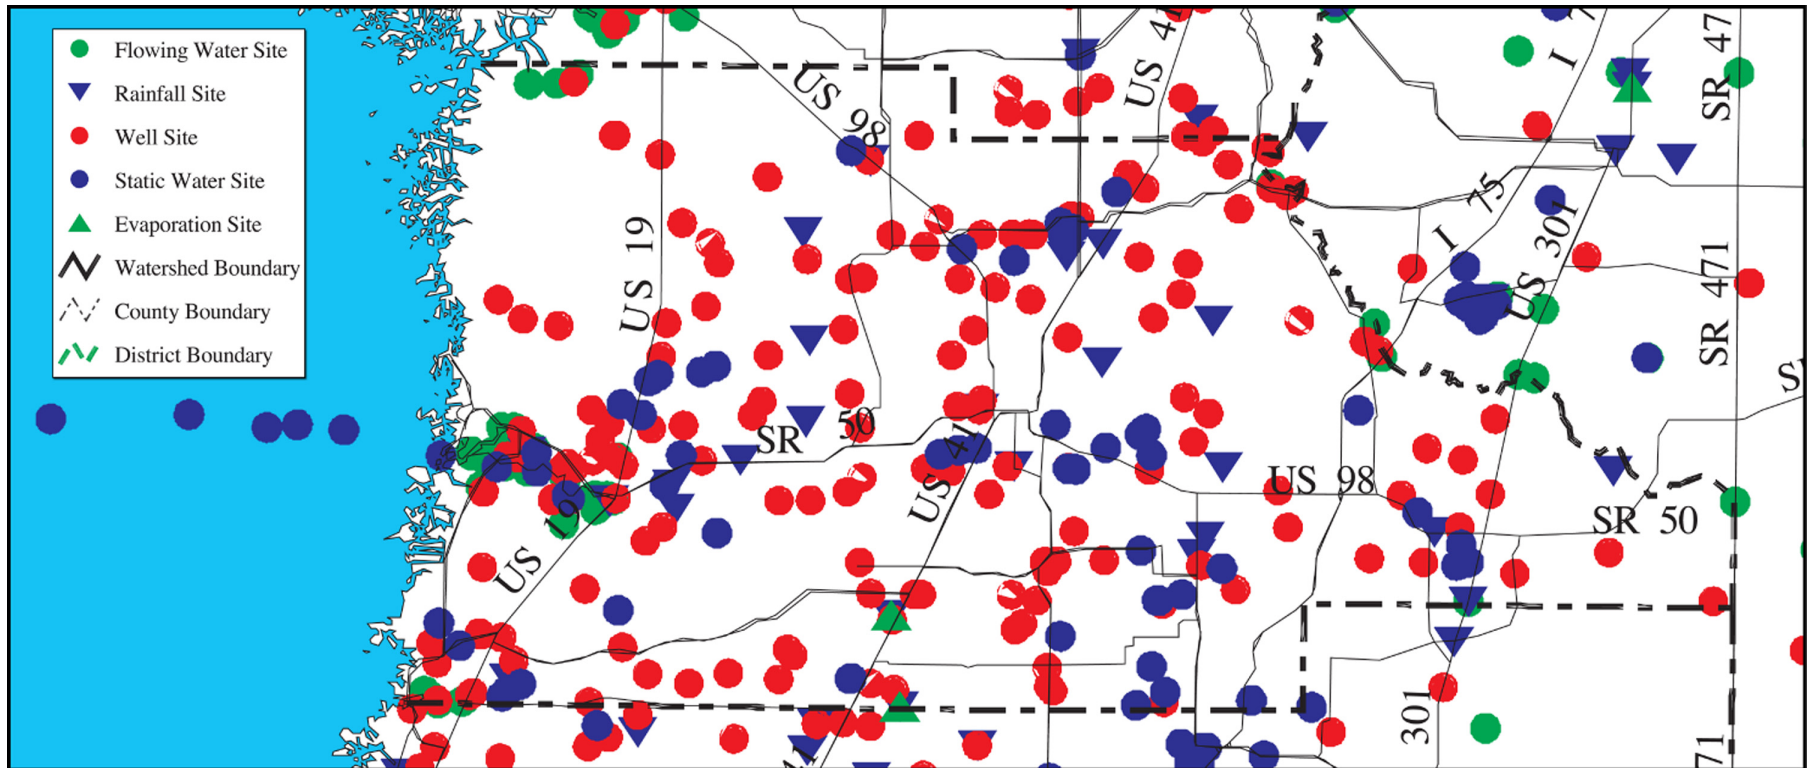 Flowing Water Site
Rainfall Site
Well Site
Static Water Site
Evaporation Site
Watershed Boundary
County Boundary
District Boundary
US 98
US 41
I
SR 47
US 19
I 75
US 301
SR 471
SR 50
US 41
US 98
SR 50
US 19
301
71
41